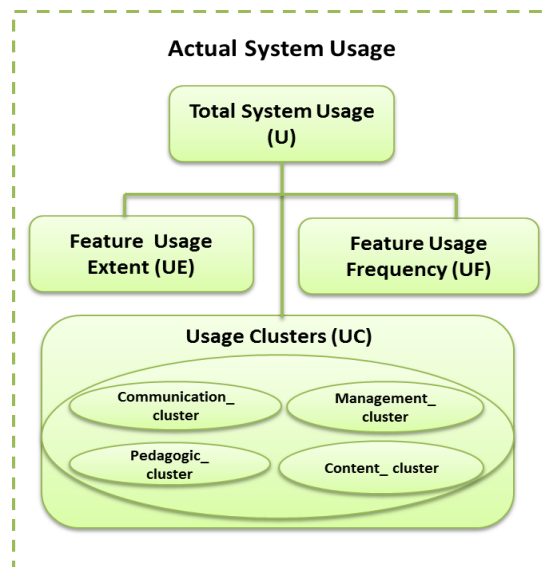 Actual System Usage
Total System Usage
(U)
Feature Usage
Extent (UE)
Feature Usage
Frequency (UF)
Usage Clusters (UC)
Communication_
cluster
Management_
cluster
Pedagogic_
cluster
Content_ cluster